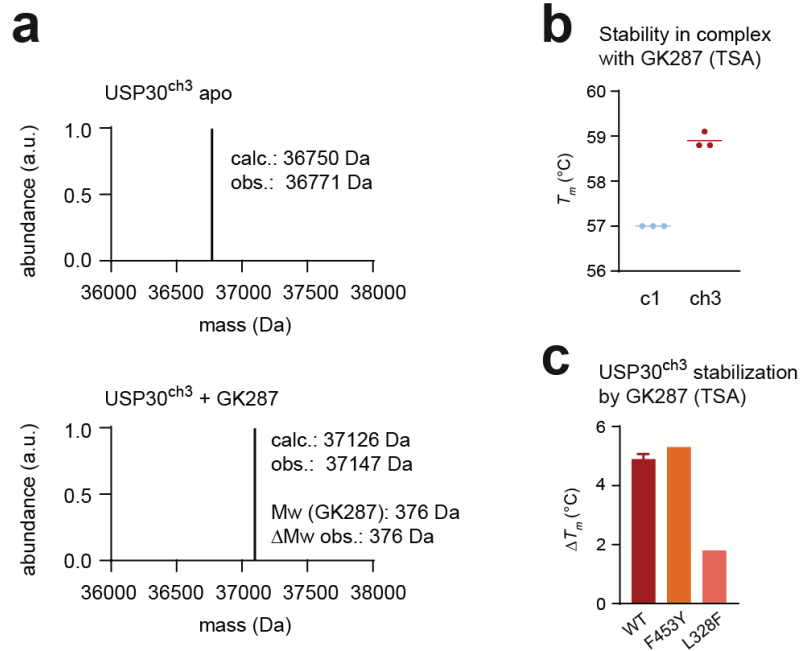 a
USP30ch3 apo
abundance (a.u.)
1.0
0.5
0.0
calc.: 36750 Da
obs.: 36771 Da
36000 36500 37000 37500 38000
mass (Da)
USP30ch3 + GK287
abundance (a.u.)
1.0
0.5
0.0
calc.: 37126 Da
obs.: 37147 Da
Mw (GK287): 376 Da
ΔMw obs.: 376 Da
36000 36500 37000 37500 38000
mass (Da)
b
Stability in complex
with GK287 (TSA)
Tm (°C)
60
59
58
57
56
c1 ch3
c
USP30ch3 stabilization
by GK287 (TSA)
ΔTm (°C)
6
4
2
0
WT F453Y L328F